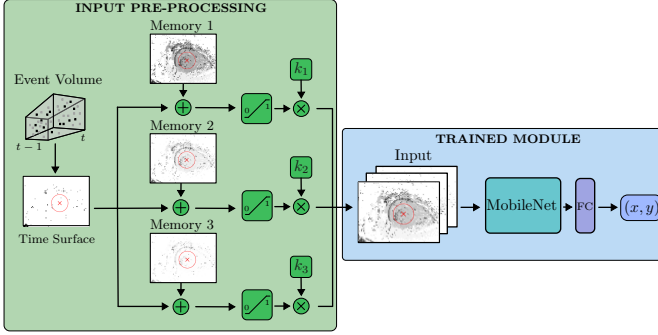 INPUT PRE-PROCESSING
Memory 1
k1
Event Volume
0 1
t − 1
t
Memory 2
k2
0 1
Time Surface
Memory 3
k3
0 1
TRAINED MODULE
Input
MobileNet
FC
(x, y)